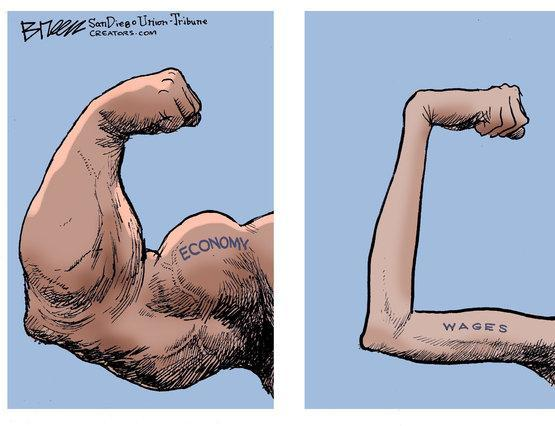 Breen
SanDiego Union-Tribune
CREATORS.COM
ECONOMY
WAGES